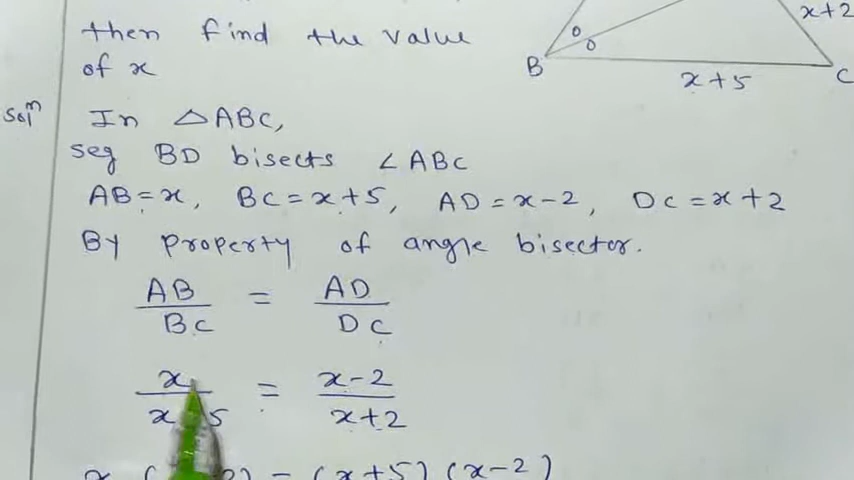 then find the value
of x
x+2
B
C
x+5
Solⁿ
In △ABC,
seg BD bisects ∠ABC
AB=x, BC=x+5, AD=x-2, DC=x+2
By property of angle bisector.
AB/BC = AD/DC
x/x 5 = x-2/x+2
x ( 2) = (x+5) (x-2)